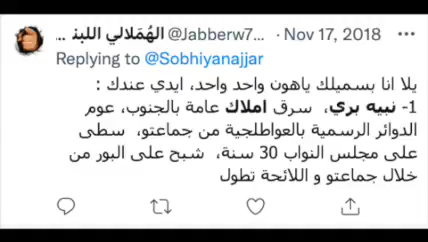 الهُمَلالي اللبنـ ... @Jabberw7... · Nov 17, 2018
Replying to @Sobhiyanajjar
يلا انا بسميلك ياهون واحد واحد، ايدي عندك :
1- نبيه بري، سرق املاك عامة بالجنوب، عوم
الدوائر الرسمية بالعواطلجية من جماعتو، سطى
على مجلس النواب 30 سنة، شبح على البور من
خلال جماعتو و اللائحة تطول